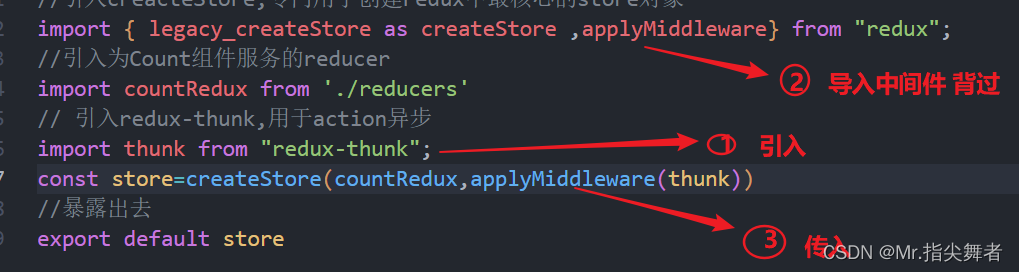 //引入createStore,专门用于创建redux中最核心的store对象
2 import { legacy_createStore as createStore ,applyMiddleware} from "redux";
//引入为Count组件服务的reducer
② 导入中间件 背过
import countRedux from './reducers'
// 引入redux-thunk,用于action异步
import thunk from "redux-thunk";
① 引入
7 const store=createStore(countRedux,applyMiddleware(thunk))
//暴露出去
③ 传入
export default store
CSDN @Mr.指尖舞者